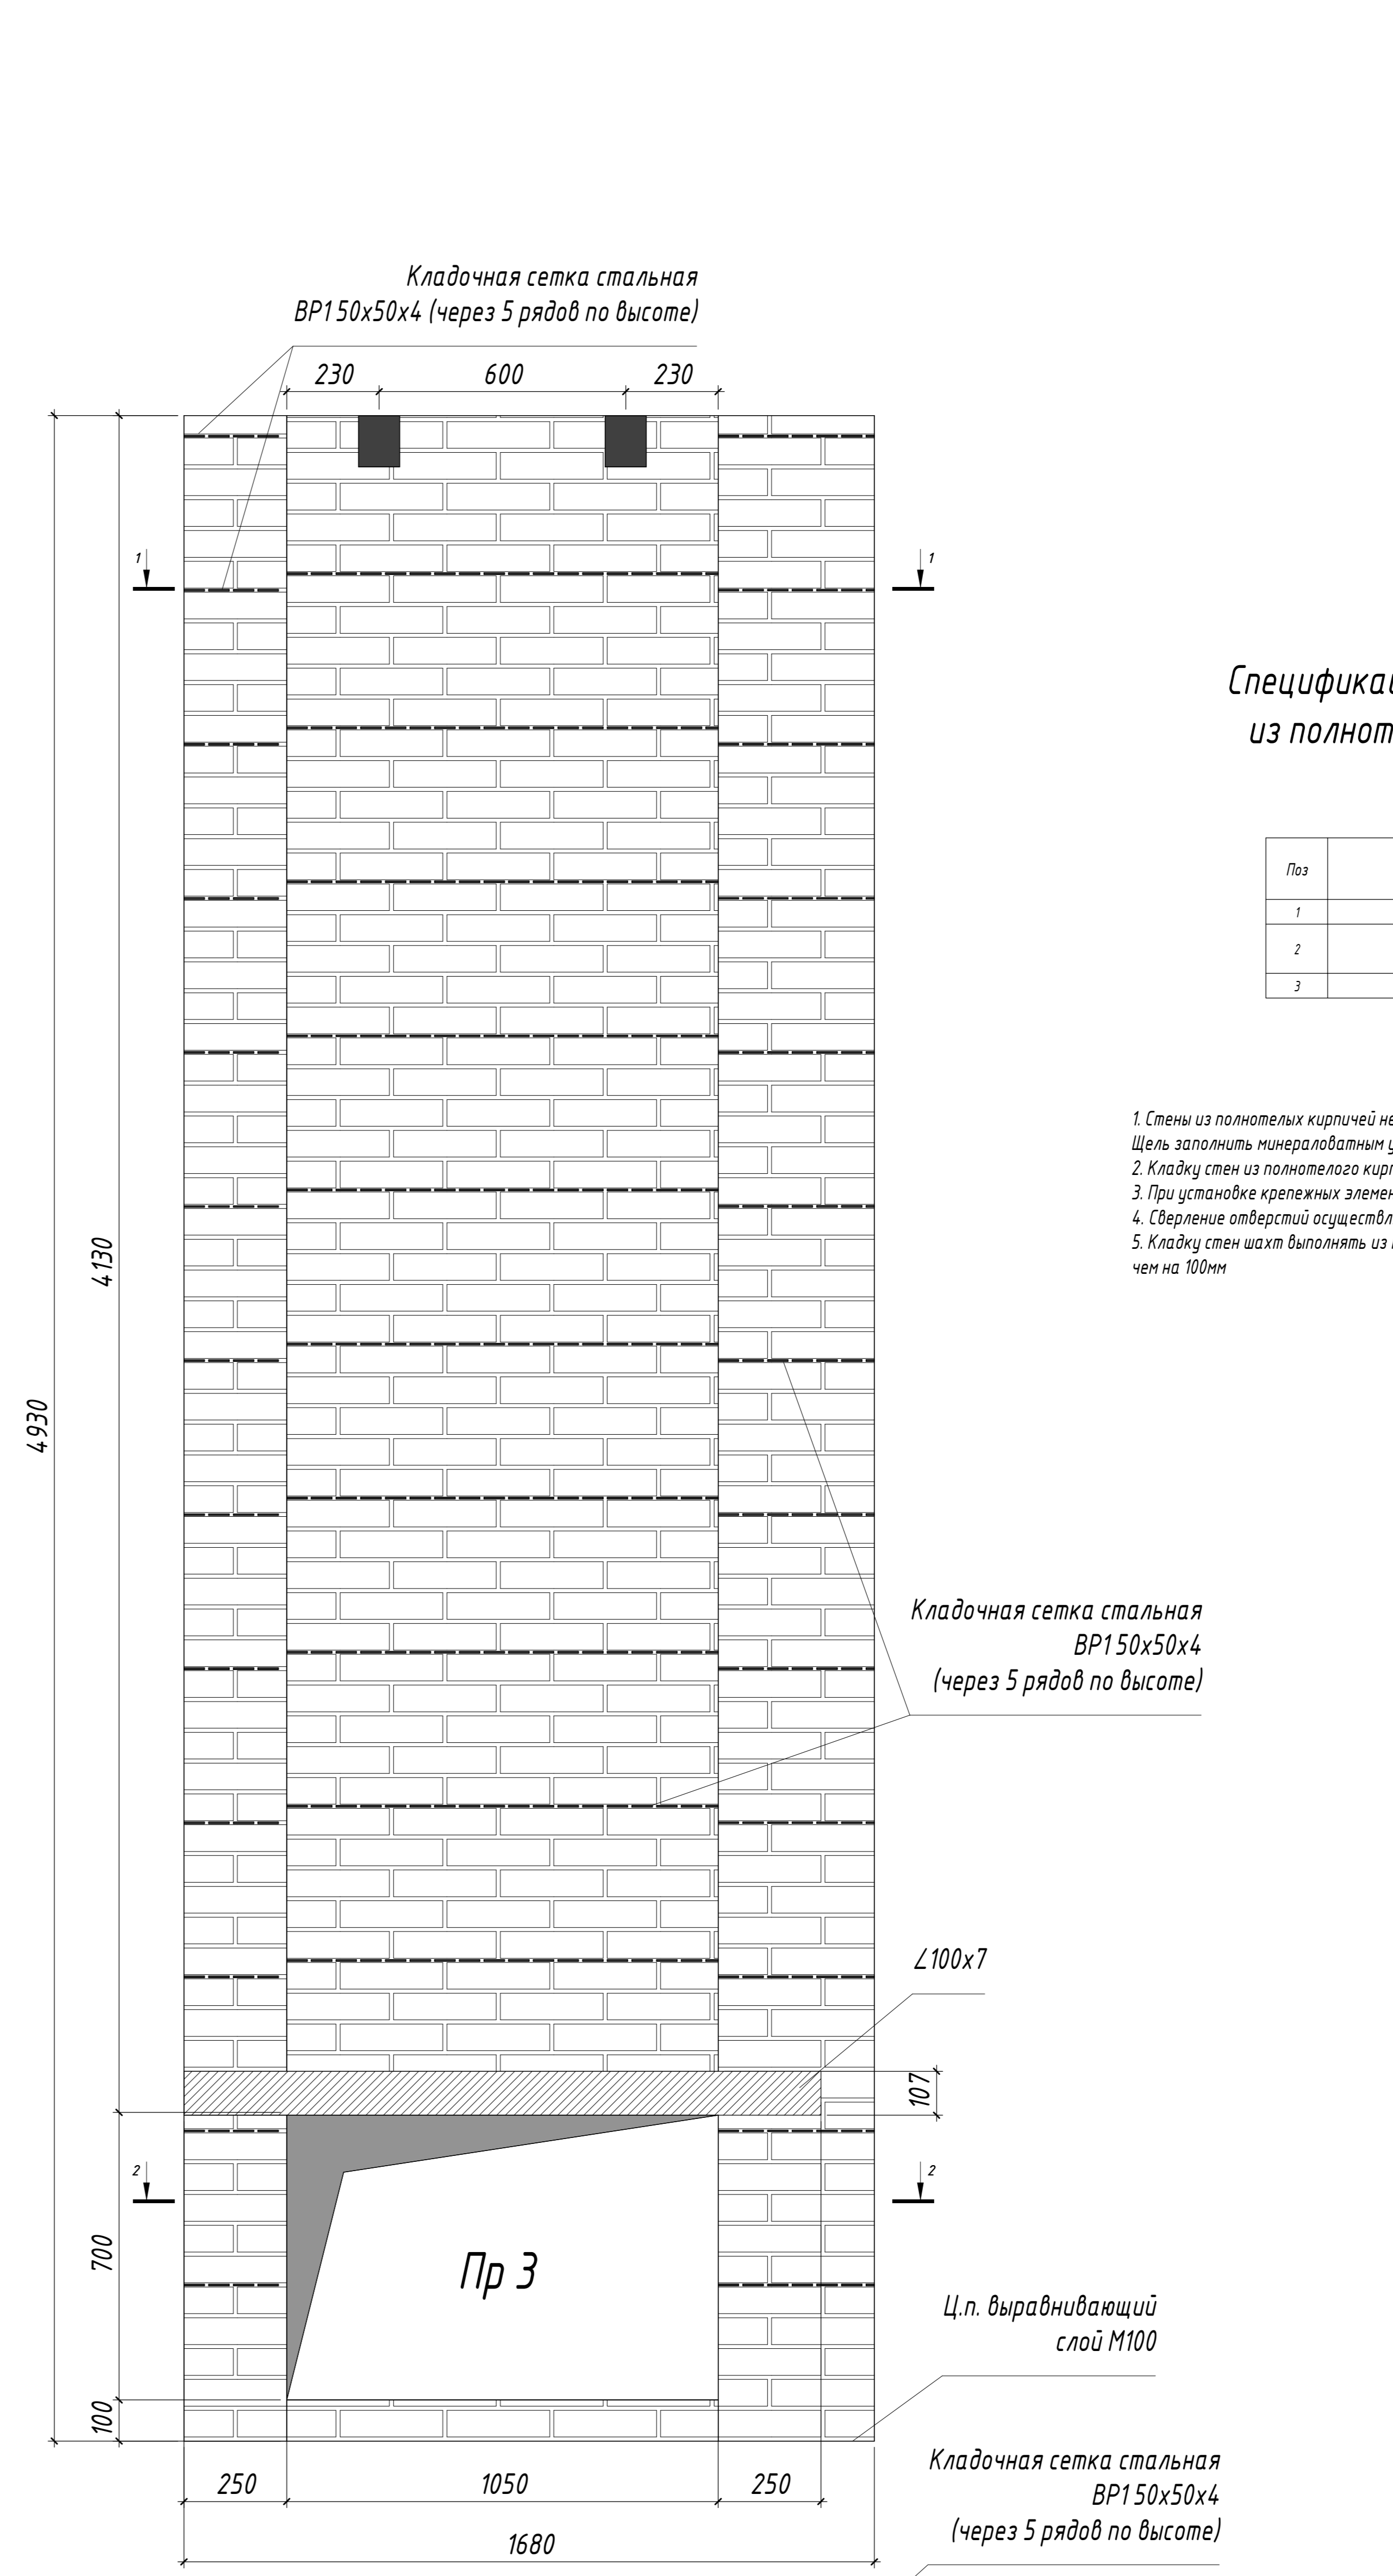 Кладочная сетка стальная
ВР1 50х50х4 (через 5 рядов по высоте)
230
600
230
1
1
4130
4930
Кладочная сетка стальная
ВР1 50х50х4
(через 5 рядов по высоте)
∠100х7
107
2
2
700
Пр 3
Ц.п. выравнивающий
слой М100
100
250
1050
250
1680
Кладочная сетка стальная
ВР1 50х50х4
(через 5 рядов по высоте)
из полнот
Поз
1
2
3
1. Стены из полнотелых кирпичей не
Щель заполнить минераловатным у
2. Кладку стен из полнотелого кирп
3. При установке крепежных элемен
4. Сверление отверстий осуществл
5. Кладку стен шахт выполнять из
чем на 100мм